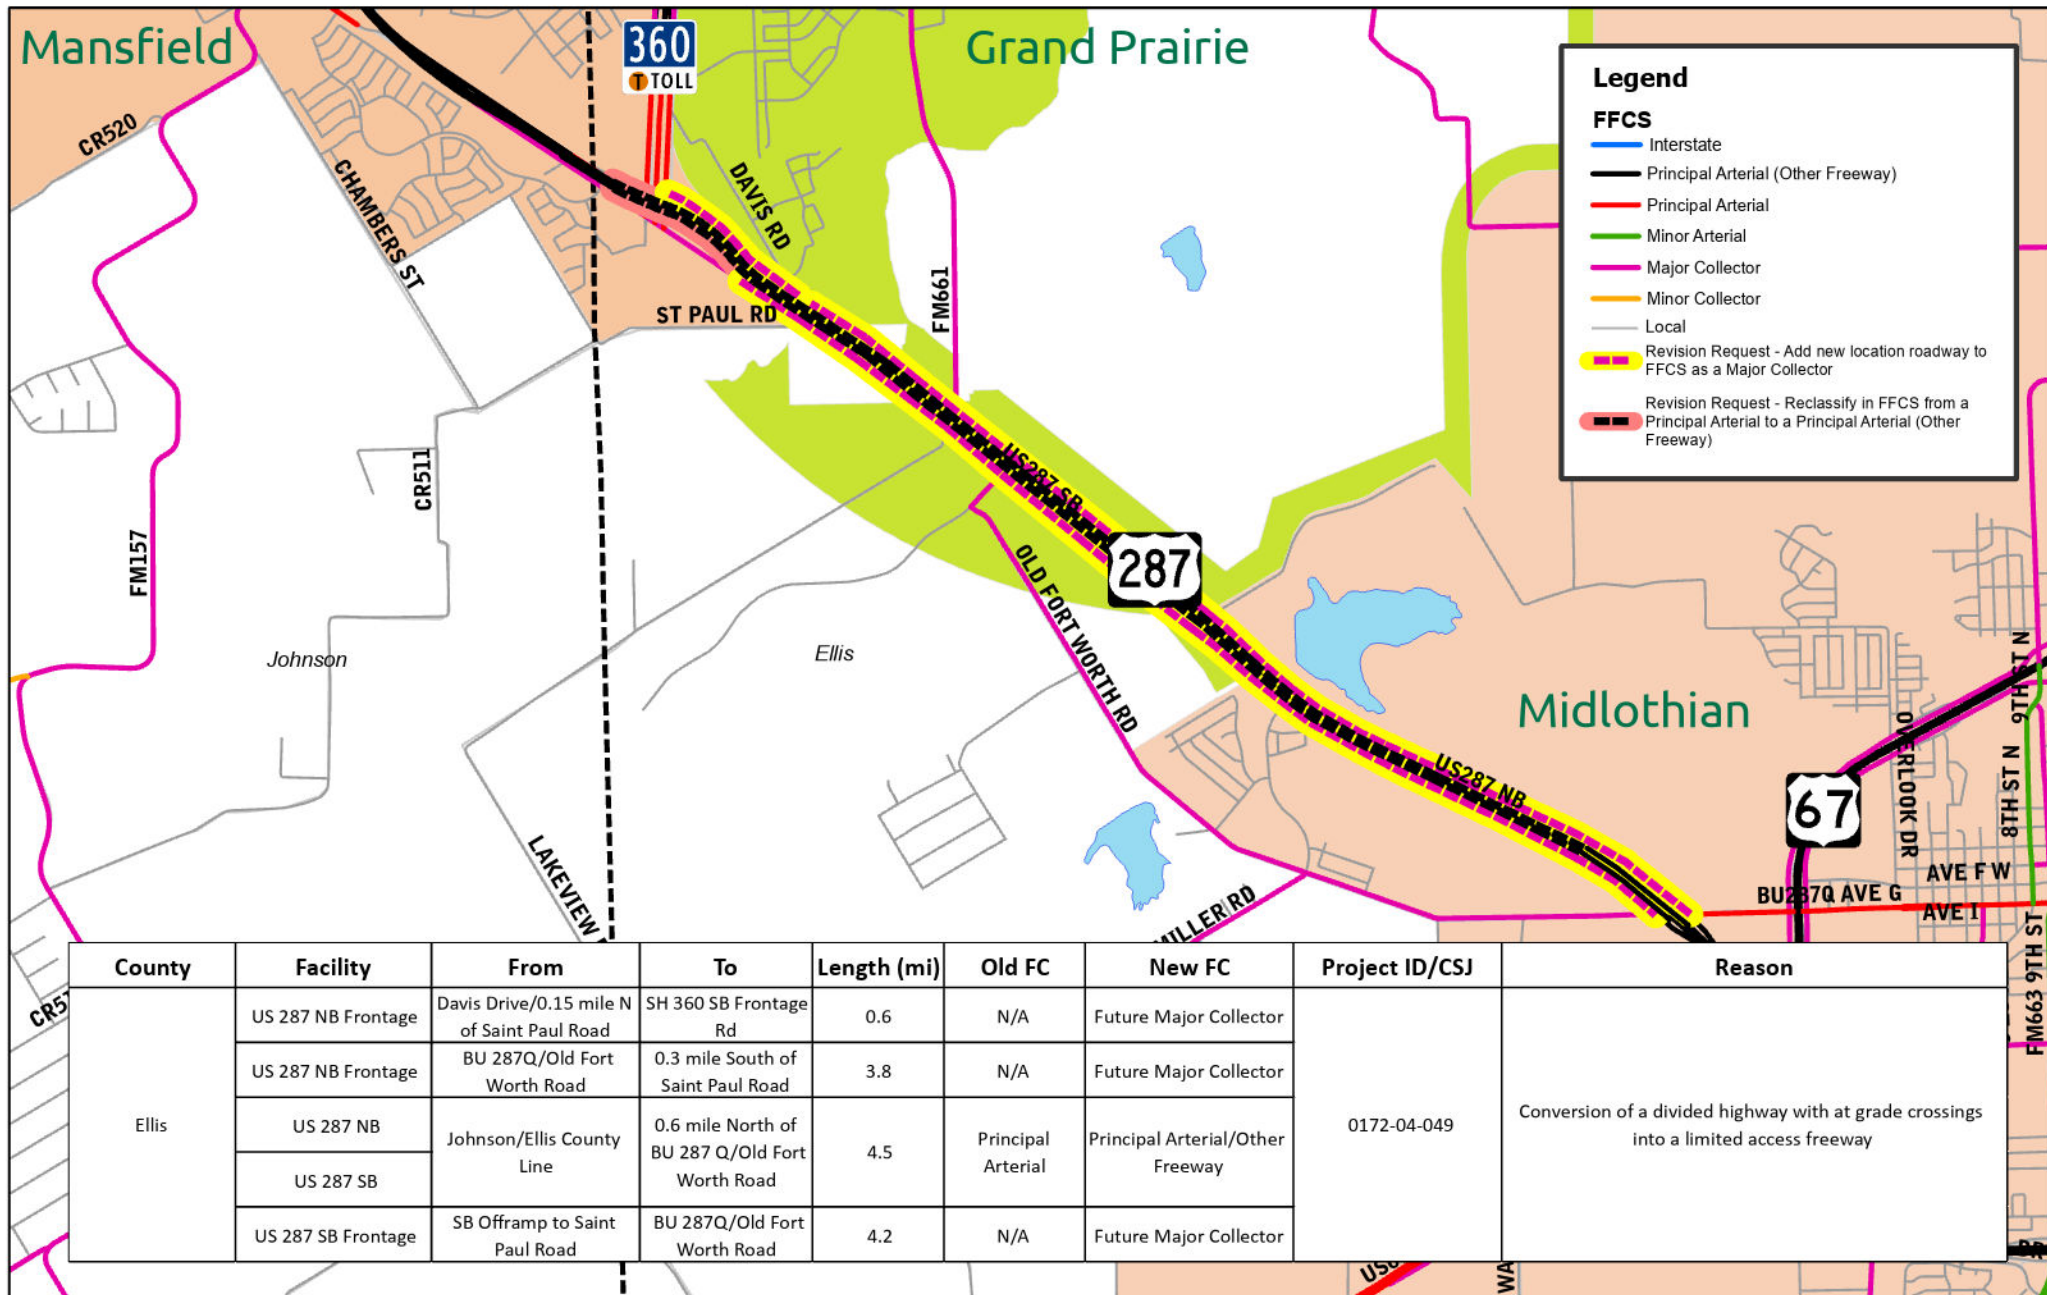 Mansfield
360
T TOLL
Grand Prairie
Legend
FFCS
Interstate
Principal Arterial (Other Freeway)
Principal Arterial
Minor Arterial
Major Collector
Minor Collector
Local
Revision Request - Add new location roadway to
FFCS as a Major Collector
Revision Request - Reclassify in FFCS from a
Principal Arterial to a Principal Arterial (Other
Freeway)
CR520
CHAMBERS ST
DAVIS RD
FM661
ST PAUL RD
CR511
FM157
US287 SB
287
OLD FORT WORTH RD
Johnson
Ellis
Midlothian
US287 NB
67
OVERLOOK DR
9TH ST N
8TH ST N
AVE F W
BU287Q AVE G
AVE I
LAKEVIEW
MILLER RD
FM663 9TH ST
CR51
County Facility From To Length (mi) Old FC New FC Project ID/CSJ Reason
Ellis
US 287 NB Frontage
Davis Drive/0.15 mile N
of Saint Paul Road
SH 360 SB Frontage
Rd
0.6
N/A
Future Major Collector
US 287 NB Frontage
BU 287Q/Old Fort
Worth Road
0.3 mile South of
Saint Paul Road
3.8
N/A
Future Major Collector
US 287 NB
US 287 SB
Johnson/Ellis County
Line
0.6 mile North of
BU 287 Q/Old Fort
Worth Road
4.5
Principal
Arterial
Principal Arterial/Other
Freeway
US 287 SB Frontage
SB Offramp to Saint
Paul Road
BU 287Q/Old Fort
Worth Road
4.2
N/A
Future Major Collector
0172-04-049
Conversion of a divided highway with at grade crossings
into a limited access freeway
WA